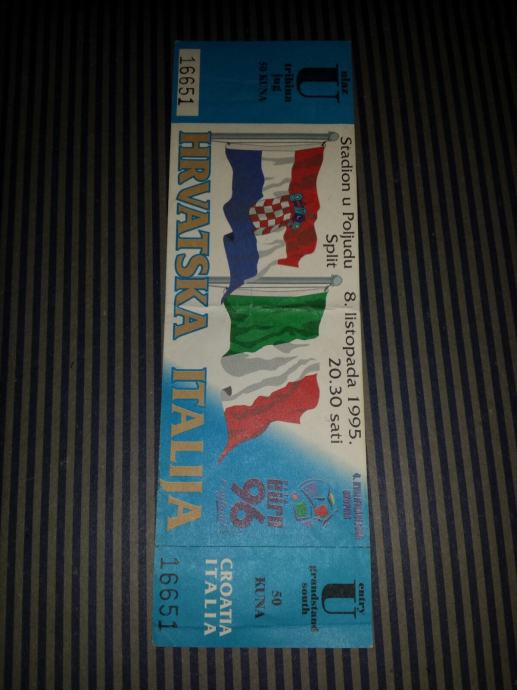 U
ulaz
tribina
jug
50 KUNA
16651
Stadion u Poljudu
Split
8. listopada 1995.
20.30 sati
HRVATSKA ITALIJA
96
U
entry
grandstand
south
50
KUNA
CROATIA
ITALIA
16651